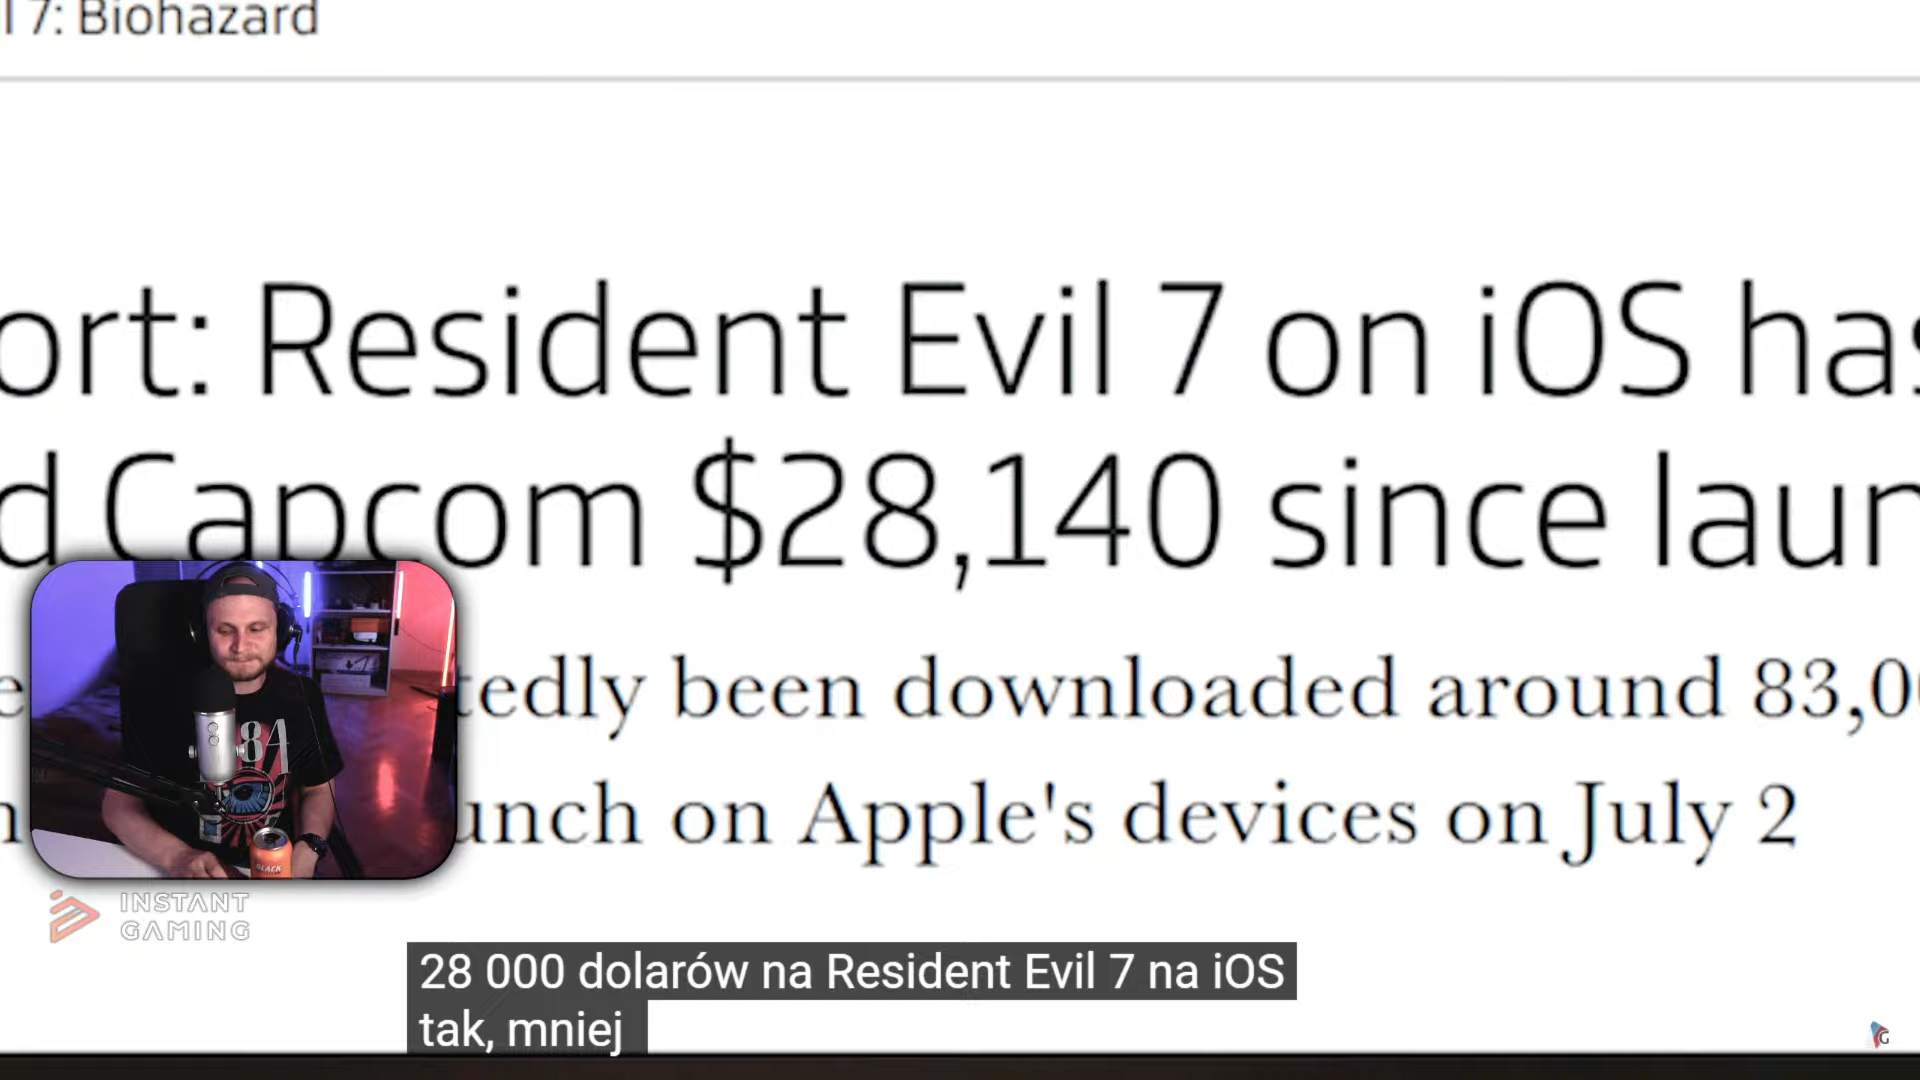 7: Biohazard
ort: Resident Evil 7 on iOS has
d Capcom $28,140 since laun
tedly been downloaded around 83,0
unch on Apple's devices on July 2
84
BLACK
INSTANT
GAMING
28 000 dolarów na Resident Evil 7 na iOS
tak, mniej
G